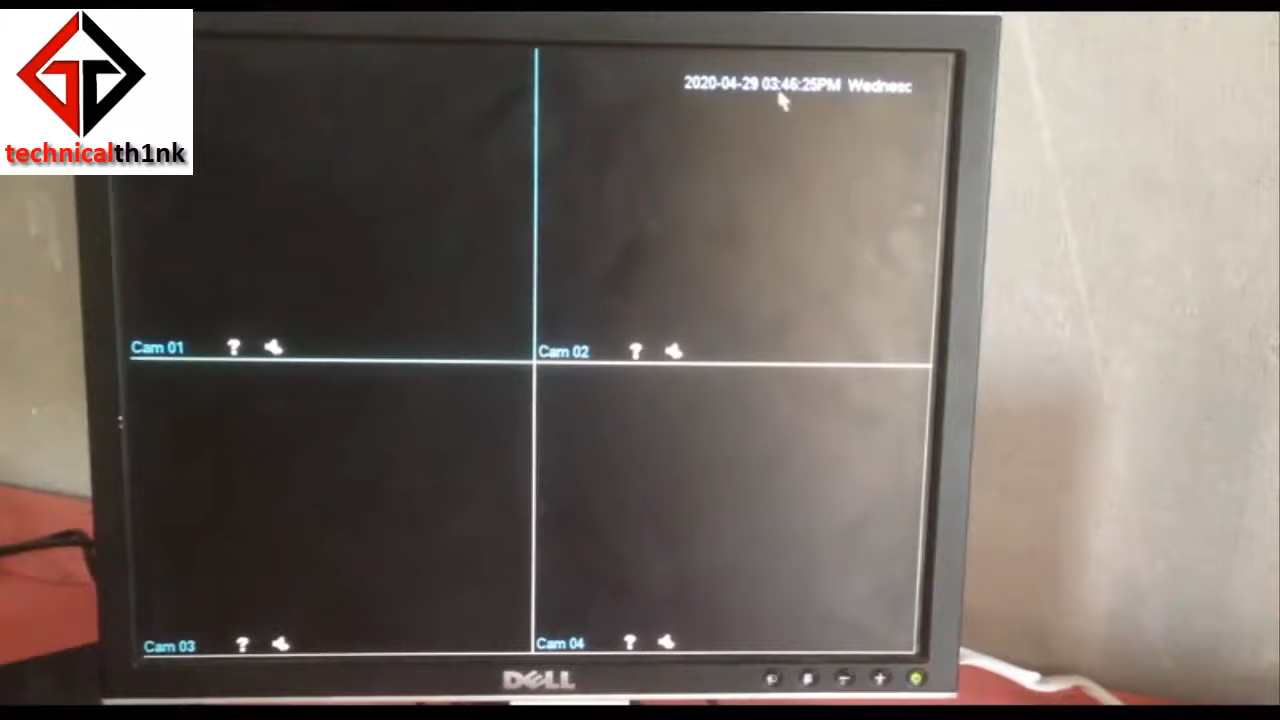 technicalth1nk
2020-04-29 03:46:25PM Wednesc
Cam 01 ?
Cam 02 ?
Cam 03 ?
Cam 04 ?
DELL